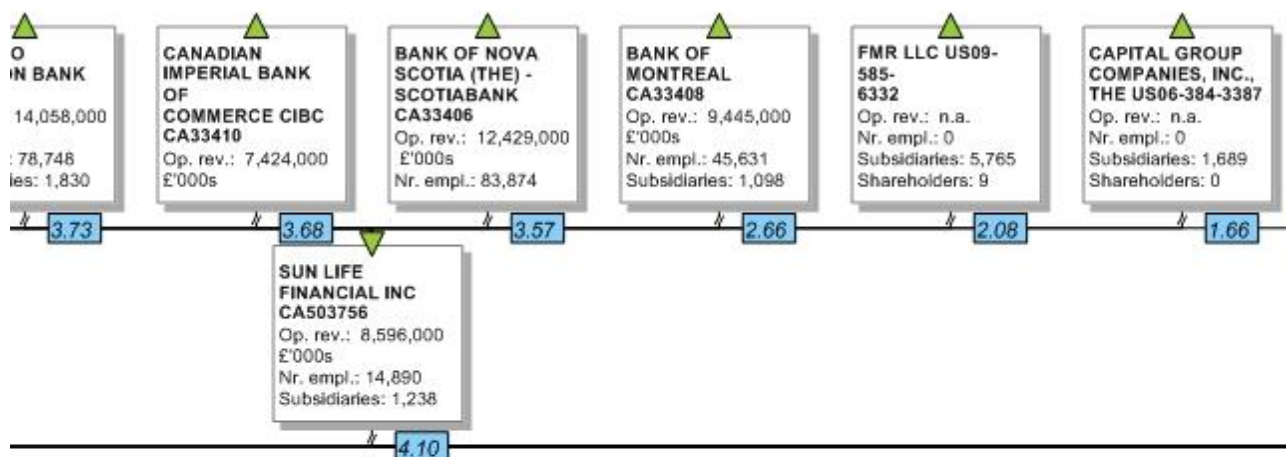 O
ON BANK
14,058,000
: 78,748
ies: 1,830
3.73
CANADIAN
IMPERIAL BANK
OF
COMMERCE CIBC
CA33410
Op. rev.: 7,424,000
£'000s
3.68
BANK OF NOVA
SCOTIA (THE) -
SCOTIABANK
CA33406
Op. rev.: 12,429,000
£'000s
Nr. empl.: 83,874
3.57
BANK OF
MONTREAL
CA33408
Op. rev.: 9,445,000
£'000s
Nr. empl.: 45,631
Subsidiaries: 1,098
2.66
FMR LLC US09-
585-
6332
Op. rev.: n.a.
Nr. empl.: 0
Subsidiaries: 5,765
Shareholders: 9
2.08
CAPITAL GROUP
COMPANIES, INC.,
THE US06-384-3387
Op. rev.: n.a.
Nr. empl.: 0
Subsidiaries: 1,689
Shareholders: 0
1.66
SUN LIFE
FINANCIAL INC
CA503756
Op. rev.: 8,596,000
£'000s
Nr. empl.: 14,890
Subsidiaries: 1,238
4.10